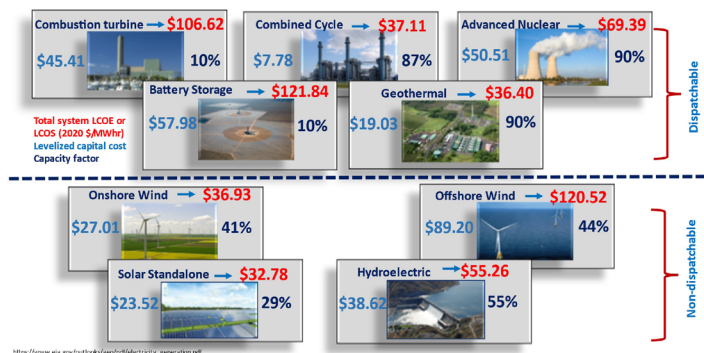 Combustion turbine $106.62
$45.41 10%
Combined Cycle $37.11
$7.78 87%
Advanced Nuclear $69.39
$50.51 90%
Battery Storage $121.84
$57.98 10%
Geothermal $36.40
$19.03 90%
Total system LCOE or
LCOS (2020 $/MWhr)
Levelized capital cost
Capacity factor
Dispatchable
Onshore Wind $36.93
$27.01 41%
Offshore Wind $120.52
$89.20 44%
Solar Standalone $32.78
$23.52 29%
Hydroelectric $55.26
$38.62 55%
Non-dispatchable